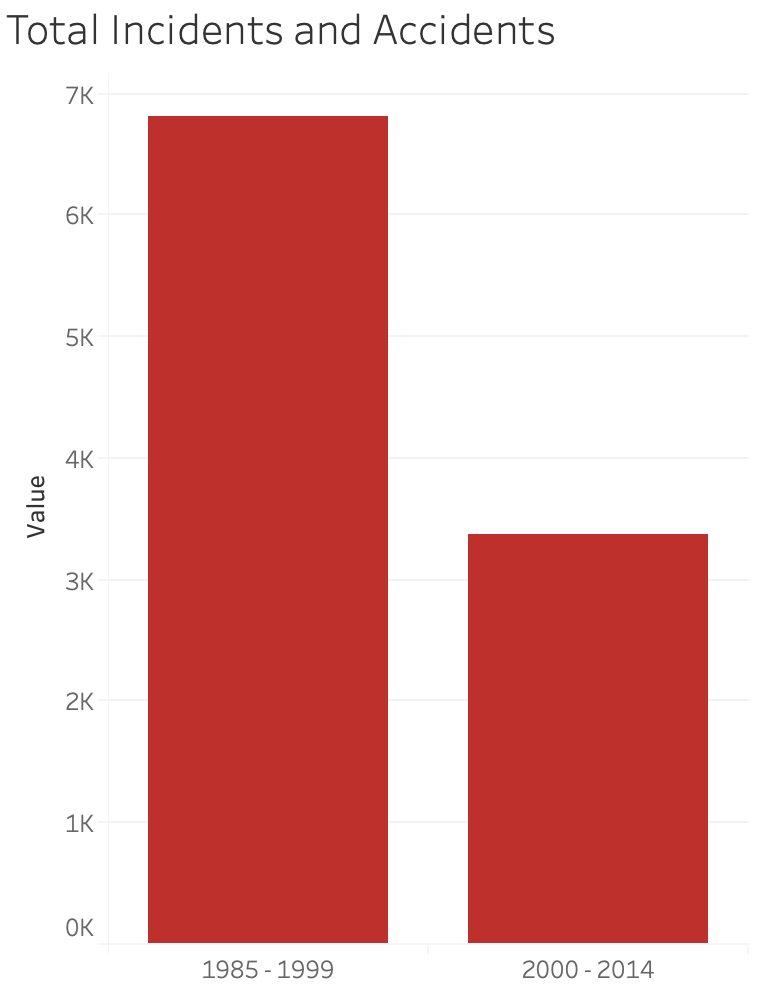 Total Incidents and Accidents
7K
6K
5K
4K
3K
2K
1K
0K
Value
1985 - 1999
2000 - 2014